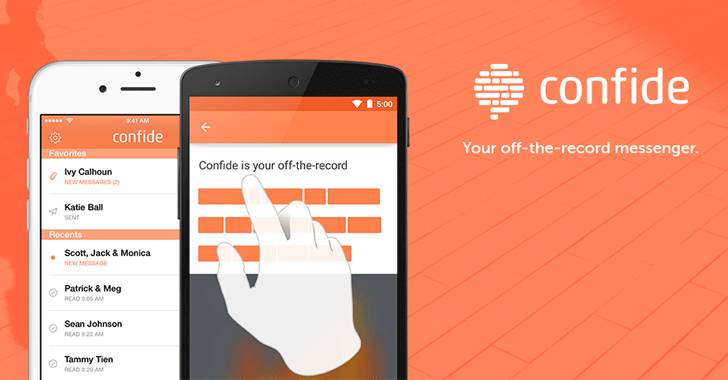 confide
Your off-the-record messenger.
9:41 AM
confide
Favorites
Ivy Calhoun
NEW MESSAGES (2)
Katie Ball
SENT
Recents
Scott, Jack & Monica
NEW MESSAGE
Patrick & Meg
READ 9:05 AM
Sean Johnson
READ 8:22 AM
Tammy Tien
READ 8:29 AM
5:00
Confide is your off-the-record